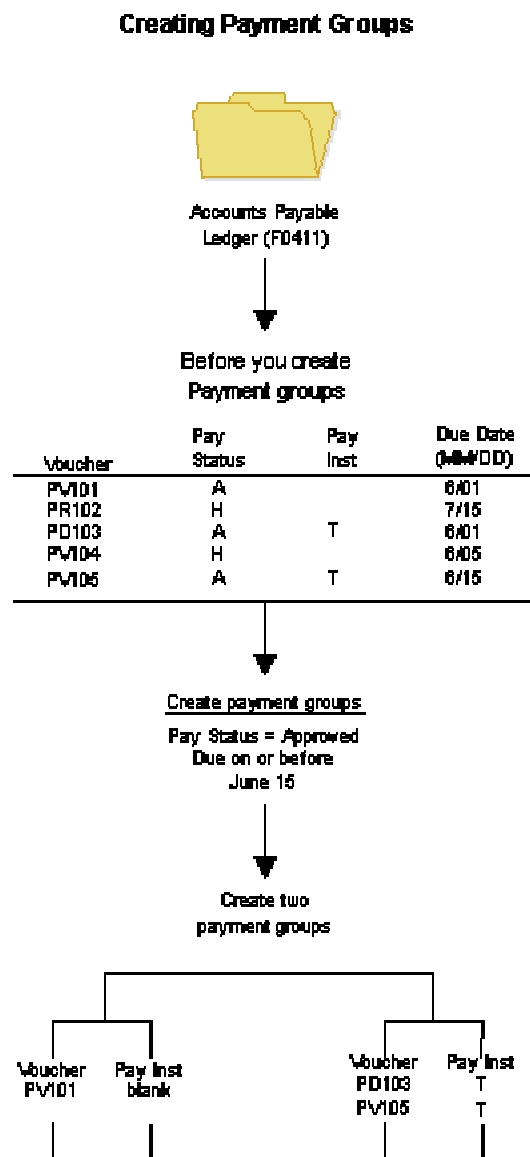 Creating Payment Groups
Accounts Payable
Ledger (F0411)
Before you create
Payment groups
Voucher Pay Status Pay Inst Due Date (MM/DD)
PV101 A 6/01
PR102 H 7/15
PD103 A T 6/01
PV104 H 6/05
PV105 A T 6/15
Create payment groups
Pay Status = Approved
Due on or before
June 15
Create two
payment groups
Voucher Pay Inst
PV101 blank
Voucher Pay Inst
PD103 T
PV105 T